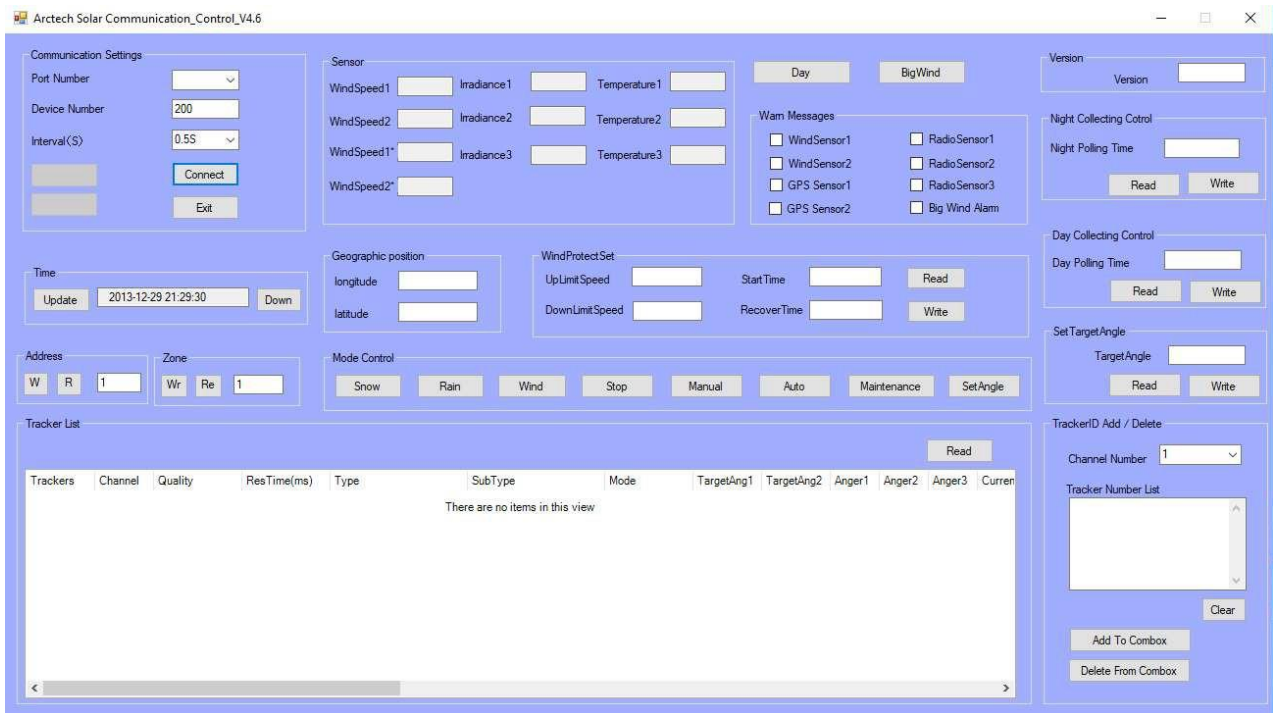 Arctech Solar Communication_Control_V4.6
Communication Settings
Port Number
Device Number 200
Interval(S) 0.5S
Connect
Exit
Sensor
WindSpeed1 Irradiance1 Temperature1
WindSpeed2 Irradiance2 Temperature2
WindSpeed1* Irradiance3 Temperature3
WindSpeed2*
Day BigWind
Warn Messages
WindSensor1 RadioSensor1
WindSensor2 RadioSensor2
GPS Sensor1 RadioSensor3
GPS Sensor2 Big Wind Alarm
Version
Version
Night Collecting Cotrol
Night Polling Time
Read Write
Day Collecting Control
Day Polling Time
Read Write
Time
Update 2013-12-29 21:29:30 Down
Geographic position
longitude
latitude
WindProtectSet
UpLimitSpeed StartTime Read
DownLimitSpeed RecoverTime Write
SetTargetAngle
TargetAngle
Read Write
Address
W R 1
Zone
Wr Re 1
Mode Control
Snow Rain Wind Stop Manual Auto Maintenance SetAngle
Tracker List
Read
Trackers Channel Quality ResTime(ms) Type SubType Mode TargetAng1 TargetAng2 Anger1 Anger2 Anger3 Curren
There are no items in this view
TrackerID Add / Delete
Channel Number 1
Tracker Number List
Clear
Add To Combox
Delete From Combox